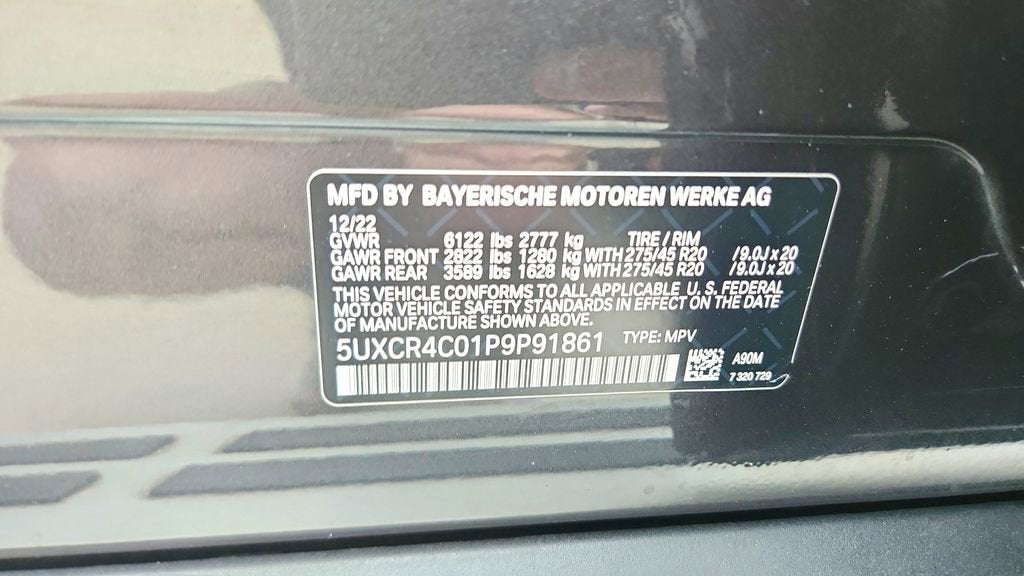 MFD BY BAYERISCHE MOTOREN WERKE AG
12/22
GVWR 6122 lbs 2777 kg TIRE / RIM
GAWR FRONT 2822 lbs 1280 kg WITH 275/45 R20 / 9.0J x 20
GAWR REAR 3589 lbs 1628 kg WITH 275/45 R20 / 9.0J x 20
THIS VEHICLE CONFORMS TO ALL APPLICABLE U. S. FEDERAL
MOTOR VEHICLE SAFETY STANDARDS IN EFFECT ON THE DATE
OF MANUFACTURE SHOWN ABOVE.
5UXCR4C01P9P91861 TYPE: MPV
A90M
7 320 729